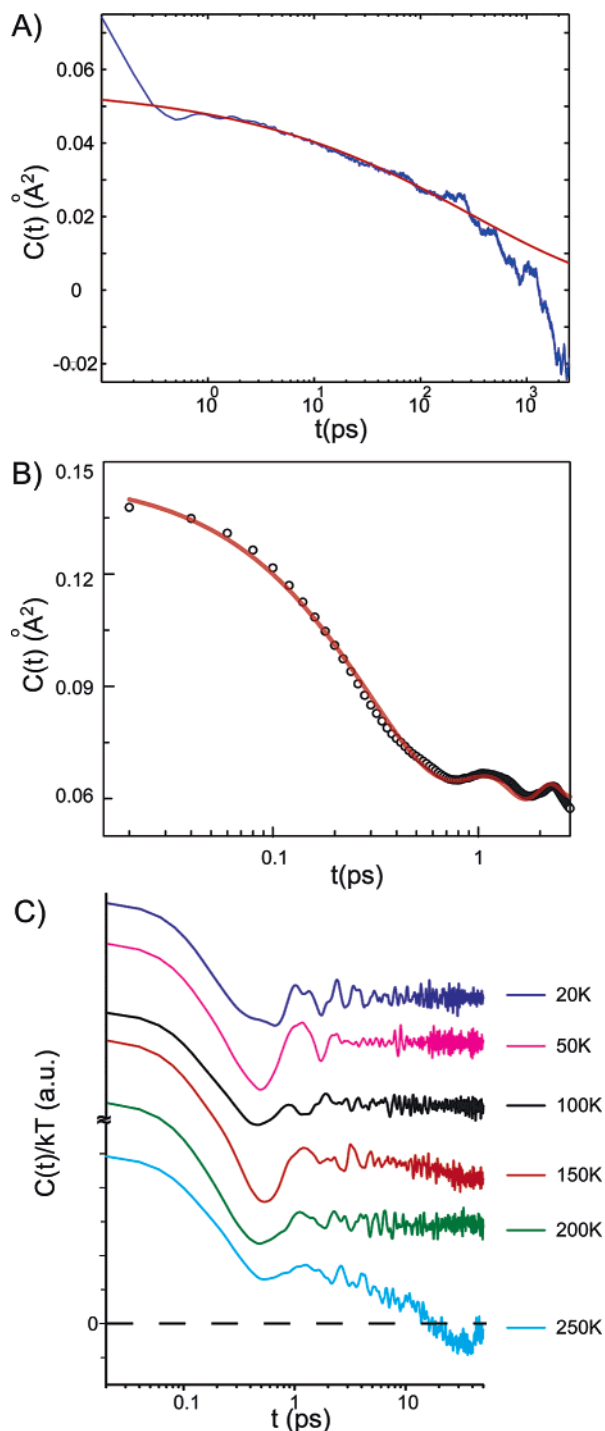 A)
0.06
0.04
0.02
0
-0.02
C(t) Å²
10⁰
10¹
10²
10³
t(ps)
B)
0.15
0.12
0.09
0.06
C(t) (Å²)
0.1
1
t(ps)
C)
C(t)/kT (a.u.)
≈
0
20K
50K
100K
150K
200K
250K
0.1
1
10
t (ps)